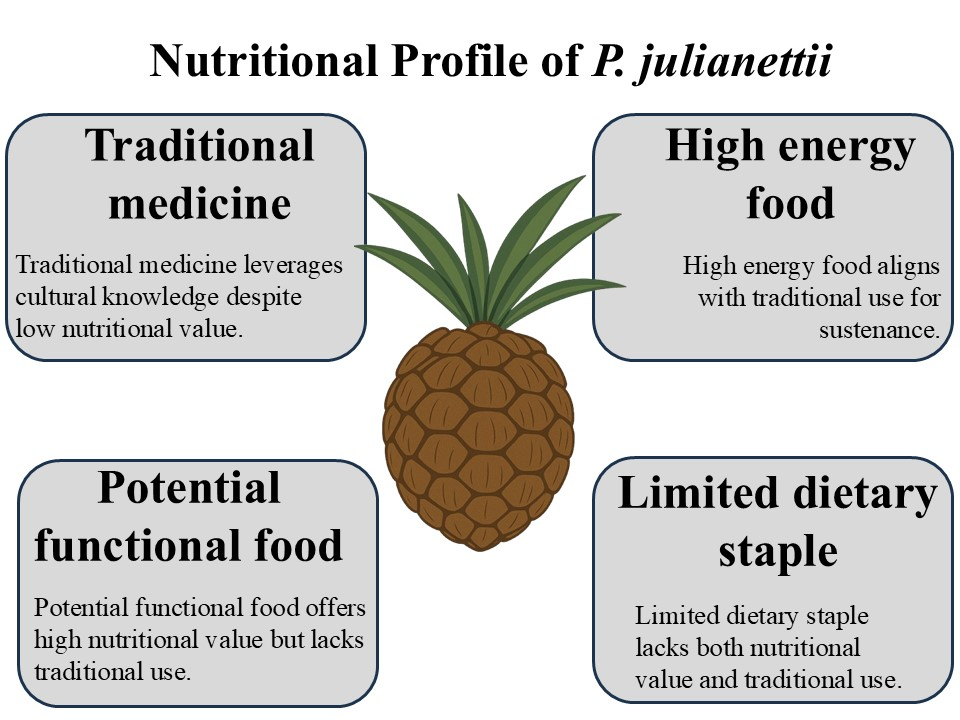 Nutritional Profile of P. julianettii
Traditional
medicine
Traditional medicine leverages
cultural knowledge despite
low nutritional value.
High energy
food
High energy food aligns
with traditional use for
sustenance.
Potential
functional food
Potential functional food offers
high nutritional value but lacks
traditional use.
Limited dietary
staple
Limited dietary staple
lacks both nutritional
value and traditional use.